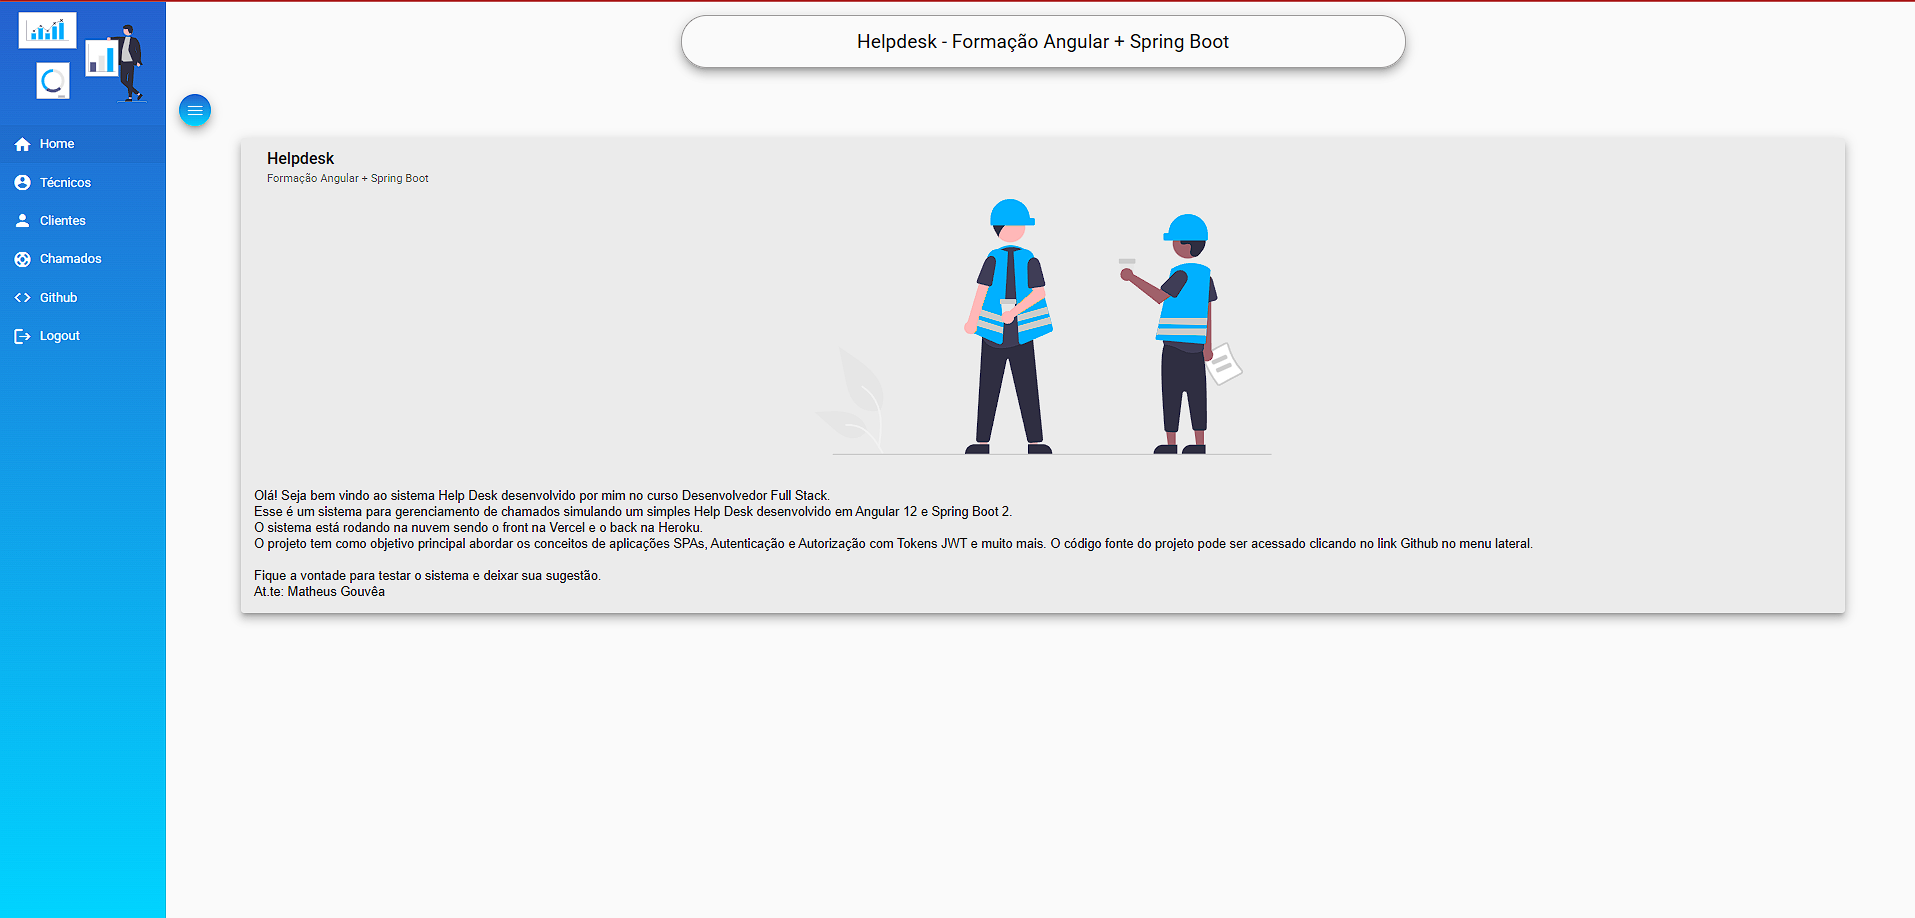 Helpdesk - Formação Angular + Spring Boot
Home
Técnicos
Clientes
Chamados
Github
Logout
Helpdesk
Formação Angular + Spring Boot
Olá! Seja bem vindo ao sistema Help Desk desenvolvido por mim no curso Desenvolvedor Full Stack.
Esse é um sistema para gerenciamento de chamados simulando um simples Help Desk desenvolvido em Angular 12 e Spring Boot 2.
O sistema está rodando na nuvem sendo o front na Vercel e o back na Heroku.
O projeto tem como objetivo principal abordar os conceitos de aplicações SPAs, Autenticação e Autorização com Tokens JWT e muito mais. O código fonte do projeto pode ser acessado clicando no link Github no menu lateral.
Fique a vontade para testar o sistema e deixar sua sugestão.
At.te: Matheus Gouvêa